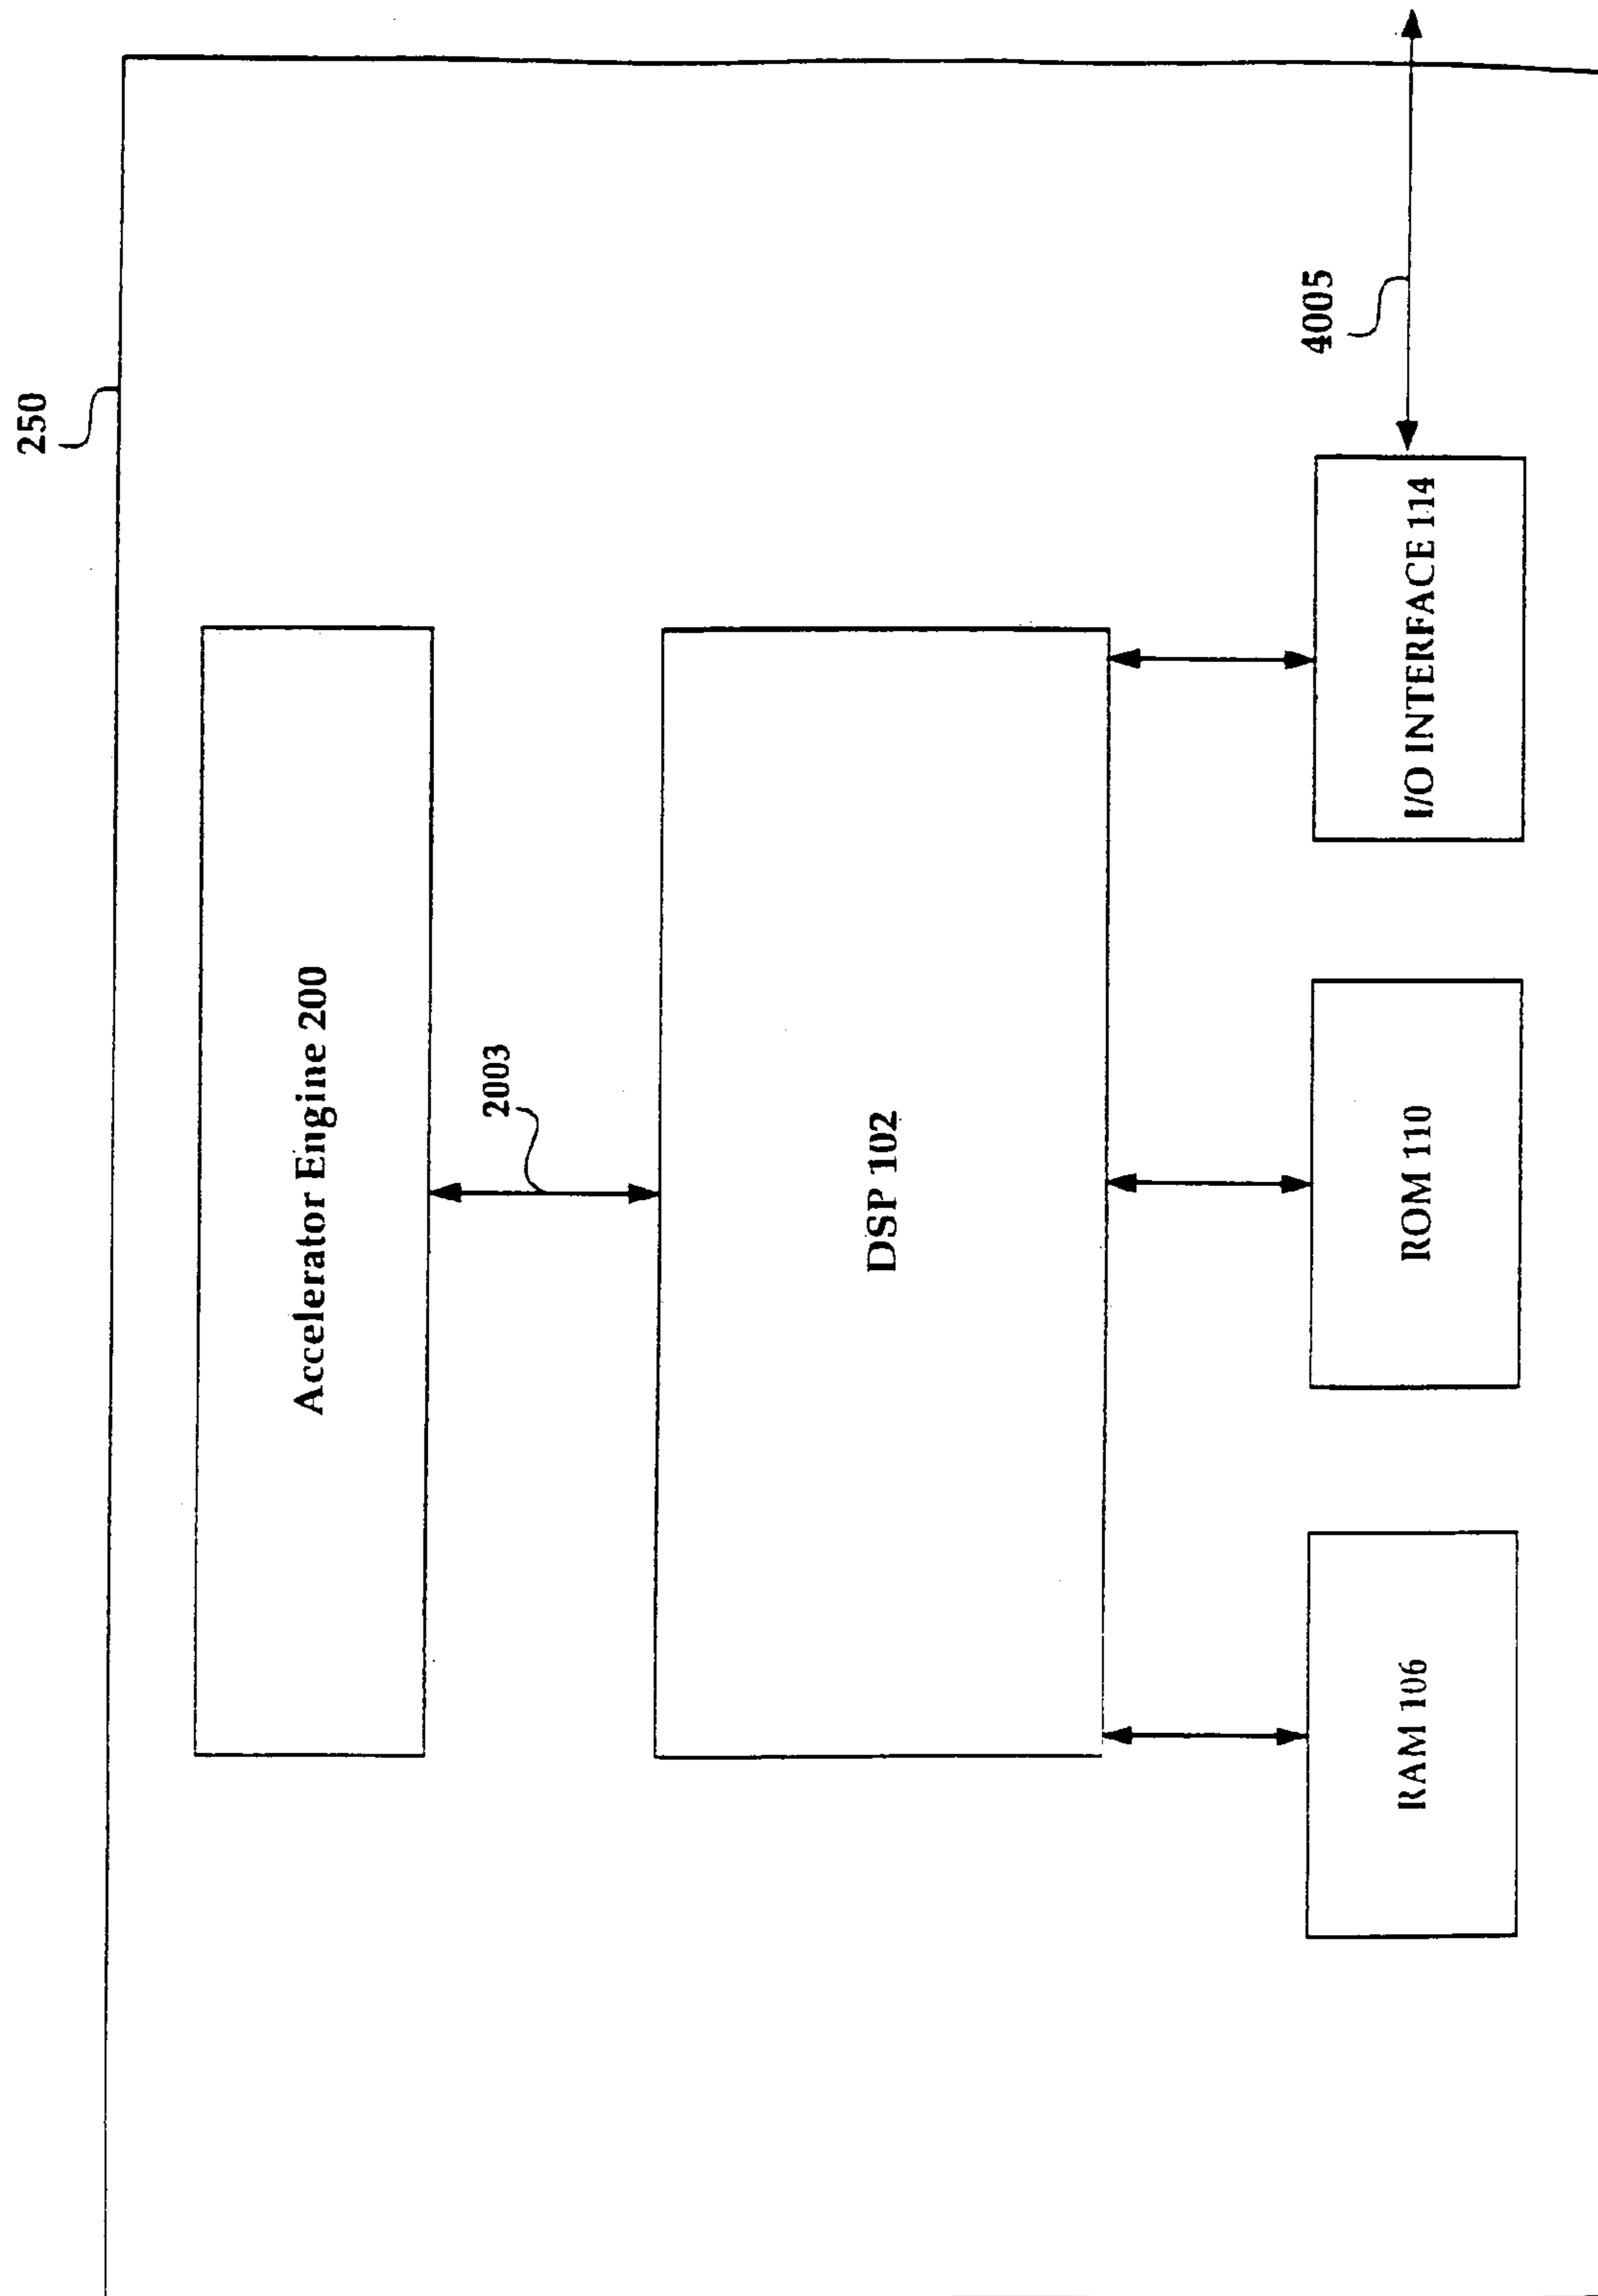 250
Accelerator Engine 200
2003
DSP 102
4005
RAM 106
ROM 110
I/O INTERFACE 114